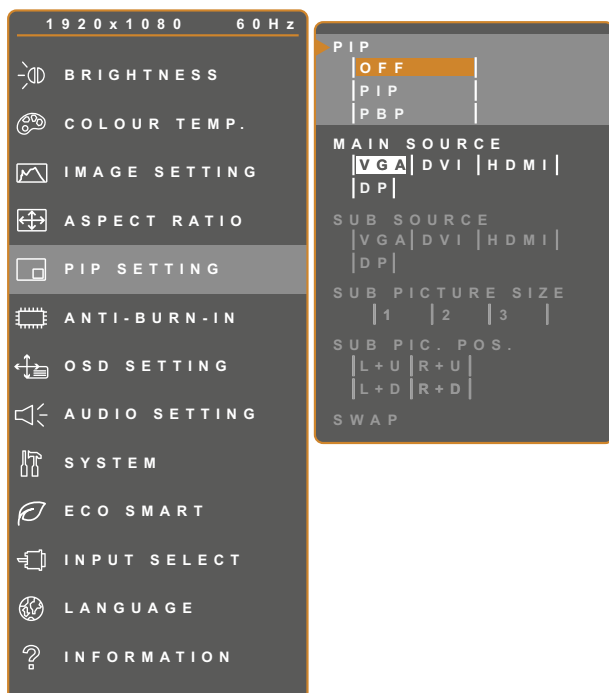 1920x1080 60Hz
BRIGHTNESS
COLOUR TEMP.
IMAGE SETTING
ASPECT RATIO
PIP SETTING
ANTI-BURN-IN
OSD SETTING
AUDIO SETTING
SYSTEM
ECO SMART
INPUT SELECT
LANGUAGE
INFORMATION
PIP
OFF
PIP
PBP
MAIN SOURCE
VGA DVI HDMI
DP
SUB SOURCE
VGA DVI HDMI
DP
SUB PICTURE SIZE
1 2 3
SUB PIC. POS.
L+U R+U
L+D R+D
SWAP